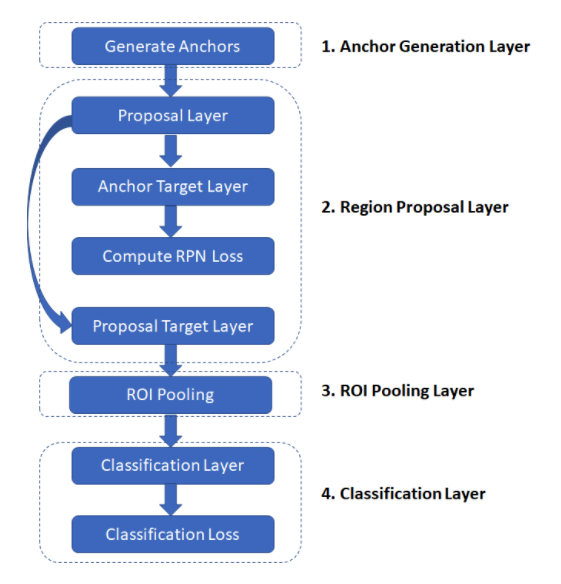 Generate Anchors
1. Anchor Generation Layer
Proposal Layer
Anchor Target Layer
2. Region Proposal Layer
Compute RPN Loss
Proposal Target Layer
ROI Pooling
3. ROI Pooling Layer
Classification Layer
4. Classification Layer
Classification Loss